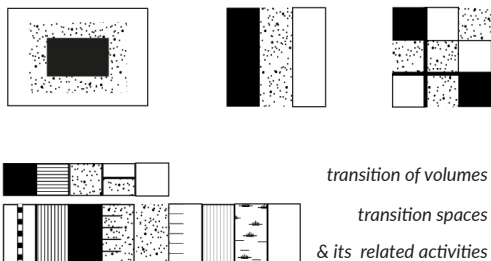 transition of volumes
transition spaces
& its related activities